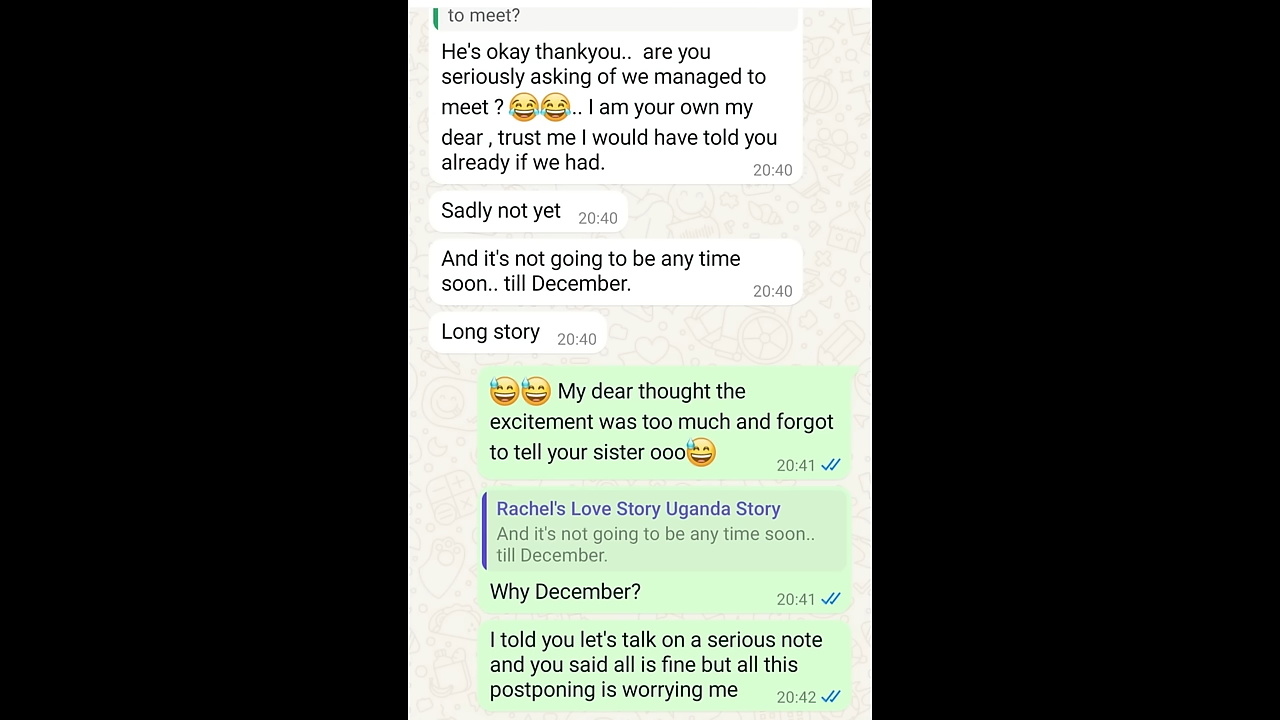 to meet?
He's okay thankyou..  are you
seriously asking of we managed to
meet ? 😂😂.. I am your own my
dear , trust me I would have told you
already if we had.
20:40
Sadly not yet 20:40
And it's not going to be any time
soon.. till December.
20:40
Long story 20:40
😅😅 My dear thought the
excitement was too much and forgot
to tell your sister ooo😅
20:41
Rachel's Love Story Uganda Story
And it's not going to be any time soon..
till December.
Why December?
20:41
I told you let's talk on a serious note
and you said all is fine but all this
postponing is worrying me
20:42